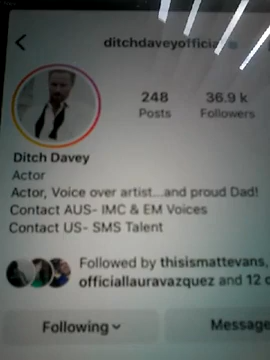 ditchdaveyofficia
248 36.9 k
Posts Followers
Ditch Davey
Actor
Actor, Voice over artist...and proud Dad!
Contact AUS- IMC & EM Voices
Contact US- SMS Talent
Followed by thisismattevans,
officiallauravazquez and 12 o
Following Message